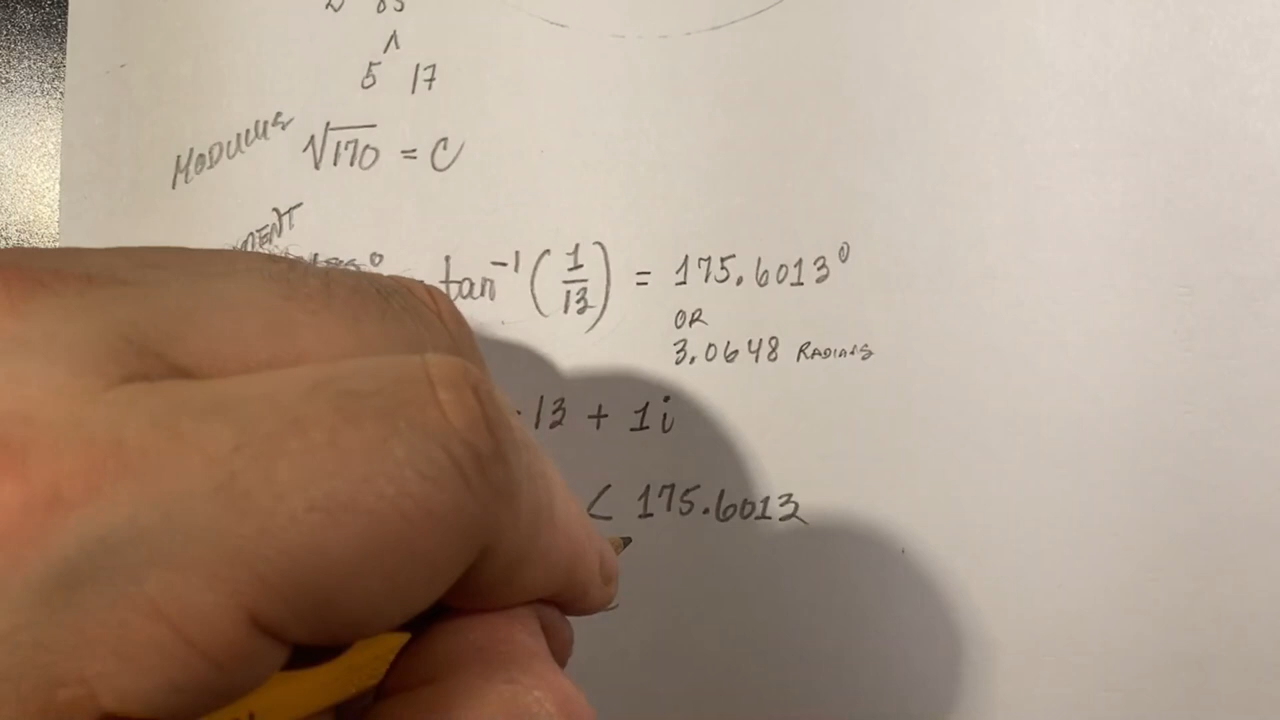 5 17
MODULUS √170 = C
tan⁻¹(1/13) = 175.6013°
OR
3.0648 RADIANS
-13 + 1i
< 175.6013